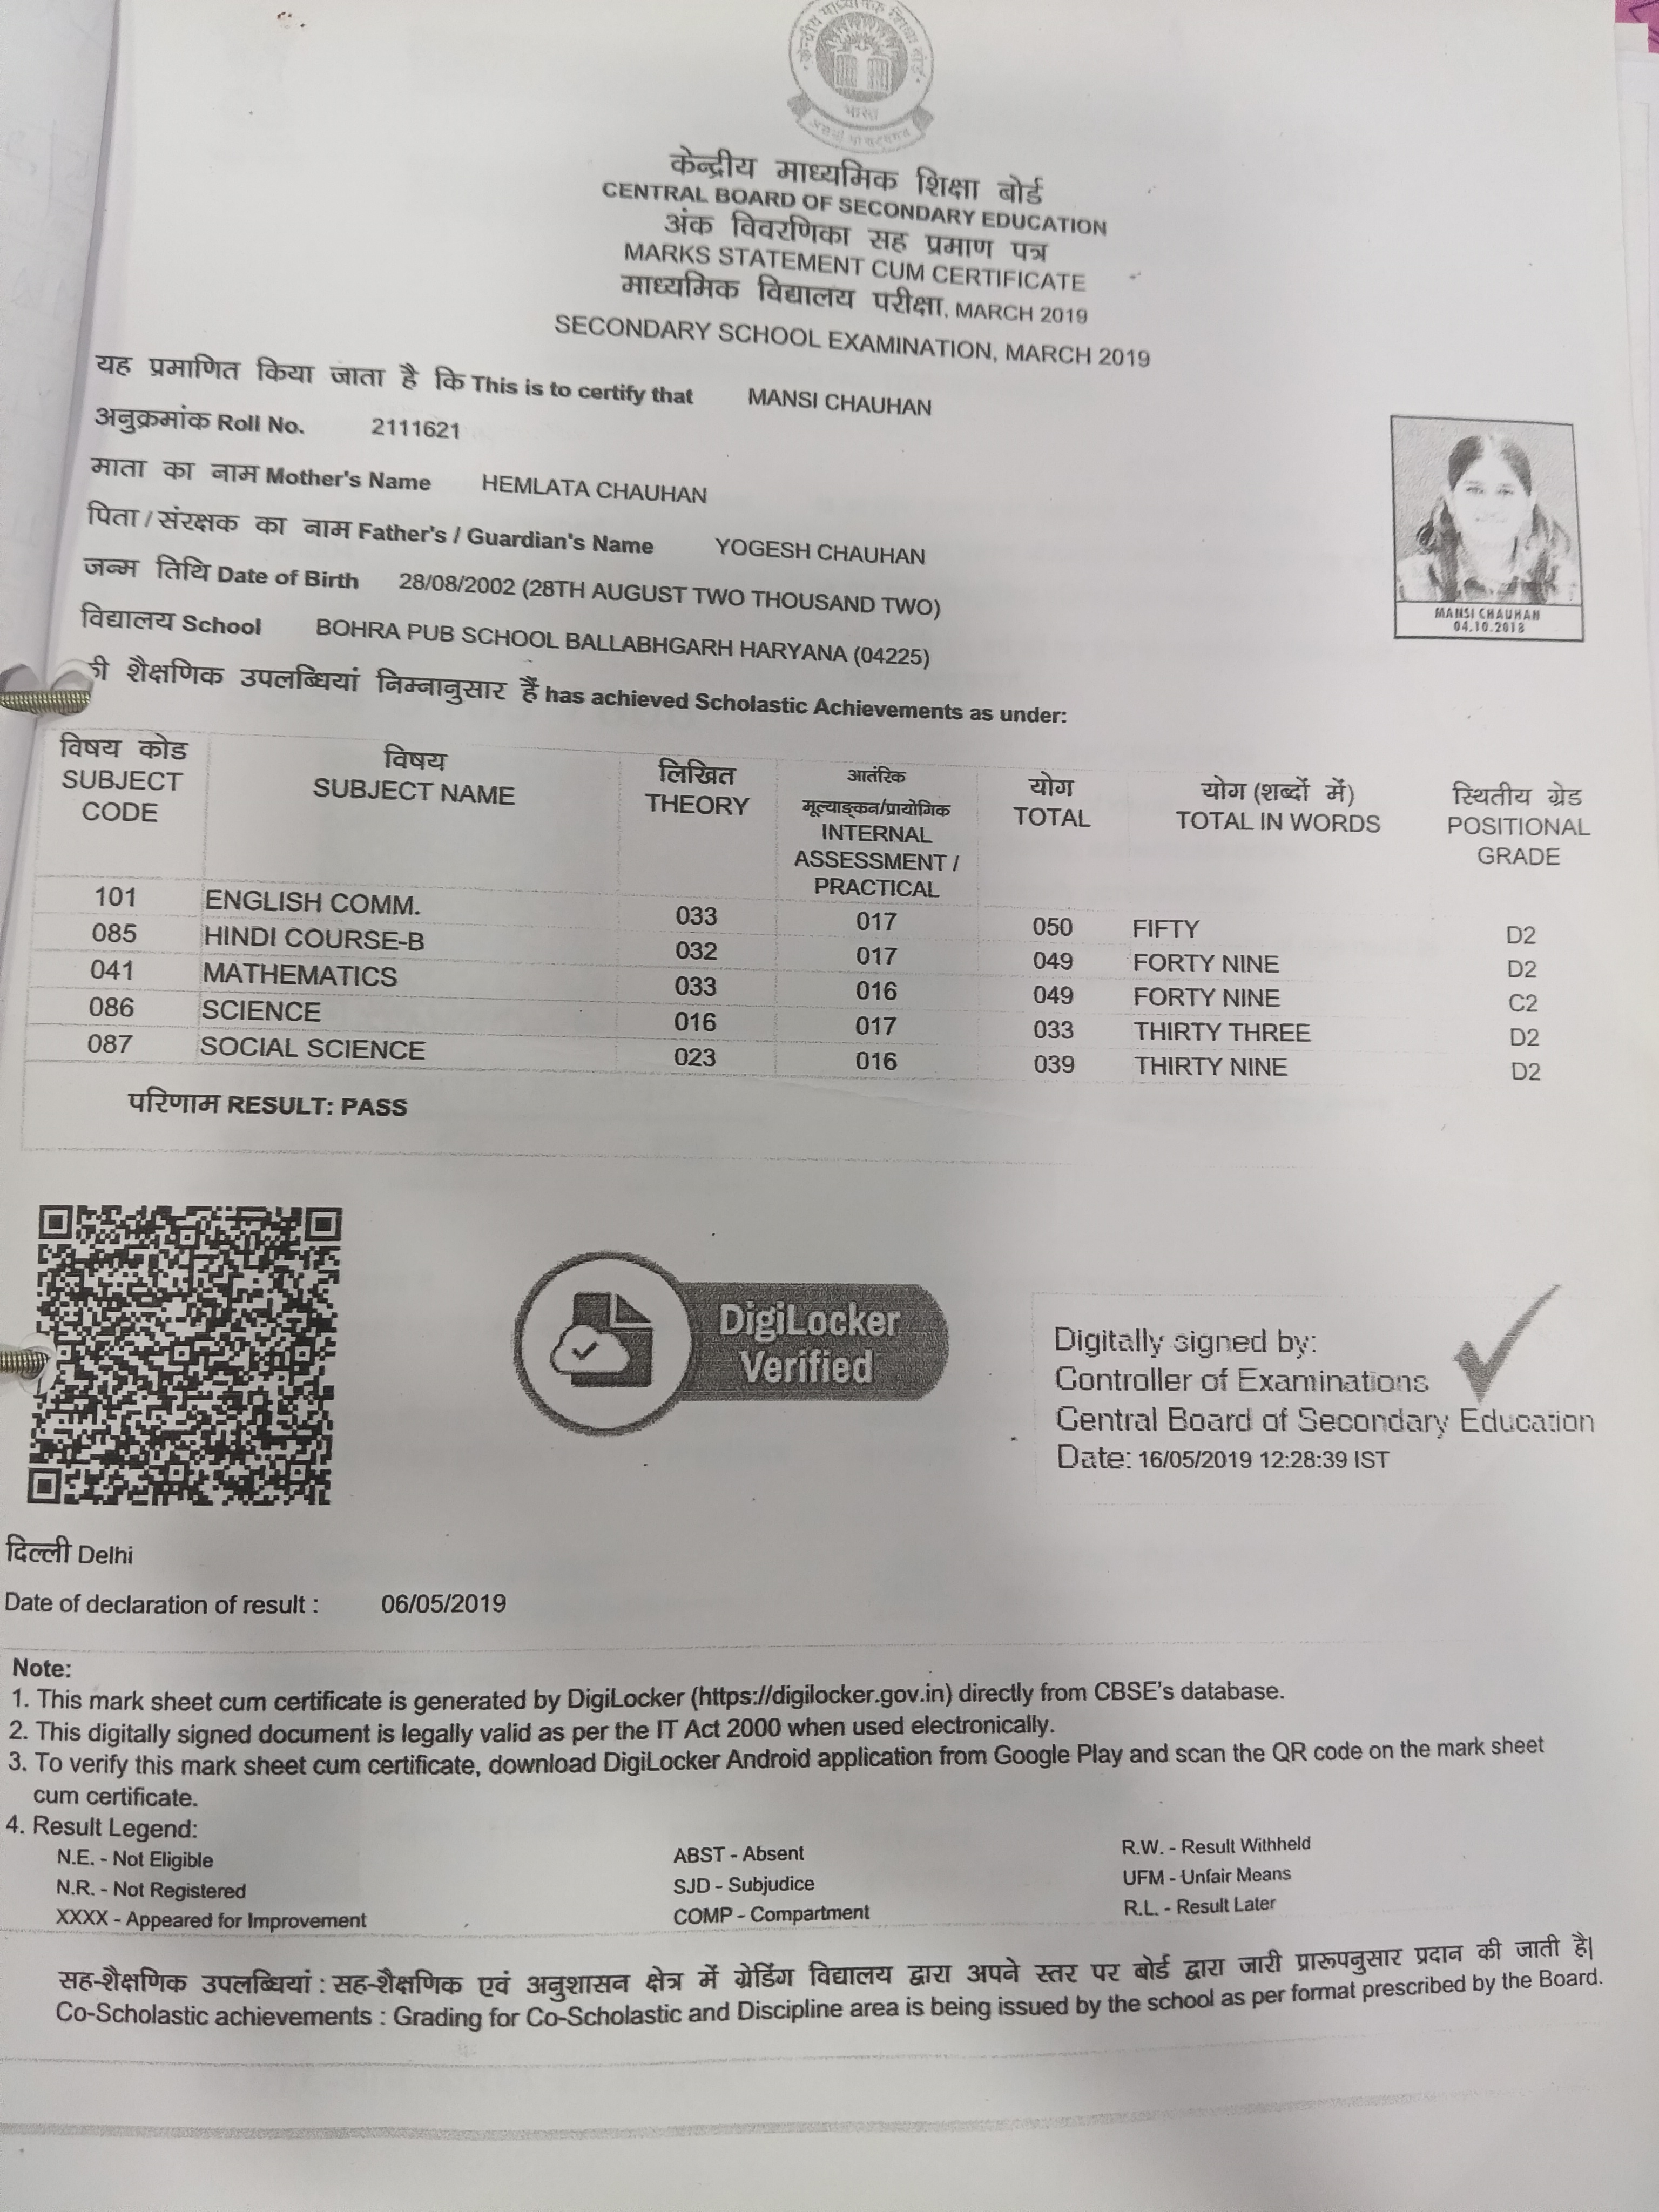 भारत
असतो मा सद्गमय
केन्द्रीय माध्यमिक शिक्षा बोर्ड
CENTRAL BOARD OF SECONDARY EDUCATION
अंक विवरणिका सह प्रमाण पत्र
MARKS STATEMENT CUM CERTIFICATE
माध्यमिक विद्यालय परीक्षा, MARCH 2019
SECONDARY SCHOOL EXAMINATION, MARCH 2019
यह प्रमाणित किया जाता है कि This is to certify that MANSI CHAUHAN
अनुक्रमांक Roll No. 2111621
माता का नाम Mother's Name HEMLATA CHAUHAN
पिता / संरक्षक का नाम Father's / Guardian's Name YOGESH CHAUHAN
जन्म तिथि Date of Birth 28/08/2002 (28TH AUGUST TWO THOUSAND TWO)
विद्यालय School BOHRA PUB SCHOOL BALLABHGARH HARYANA (04225)
MANSI CHAUHAN
04.10.2018
शैक्षणिक उपलब्धियां निम्नानुसार हैं has achieved Scholastic Achievements as under:
विषय कोड SUBJECT CODE विषय SUBJECT NAME लिखित THEORY आतंरिक मूल्याङ्कन/प्रायोगिक INTERNAL ASSESSMENT / PRACTICAL योग TOTAL योग (शब्दों में) TOTAL IN WORDS स्थितीय ग्रेड POSITIONAL GRADE
101 ENGLISH COMM. 033 017 050 FIFTY D2
085 HINDI COURSE-B 032 017 049 FORTY NINE D2
041 MATHEMATICS 033 016 049 FORTY NINE C2
086 SCIENCE 016 017 033 THIRTY THREE D2
087 SOCIAL SCIENCE 023 016 039 THIRTY NINE D2
परिणाम RESULT: PASS
DigiLocker
Verified
Digitally signed by:
Controller of Examinations
Central Board of Secondary Education
Date: 16/05/2019 12:28:39 IST
दिल्ली Delhi
Date of declaration of result : 06/05/2019
Note:
1. This mark sheet cum certificate is generated by DigiLocker (https://digilocker.gov.in) directly from CBSE's database.
2. This digitally signed document is legally valid as per the IT Act 2000 when used electronically.
3. To verify this mark sheet cum certificate, download DigiLocker Android application from Google Play and scan the QR code on the mark sheet
cum certificate.
4. Result Legend:
N.E. - Not Eligible ABST - Absent R.W. - Result Withheld
N.R. - Not Registered SJD - Subjudice UFM - Unfair Means
XXXX - Appeared for Improvement COMP - Compartment R.L. - Result Later
सह-शैक्षणिक उपलब्धियां : सह-शैक्षणिक एवं अनुशासन क्षेत्र में ग्रेडिंग विद्यालय द्वारा अपने स्तर पर बोर्ड द्वारा जारी प्रारूपनुसार प्रदान की जाती है|
Co-Scholastic achievements : Grading for Co-Scholastic and Discipline area is being issued by the school as per format prescribed by the Board.